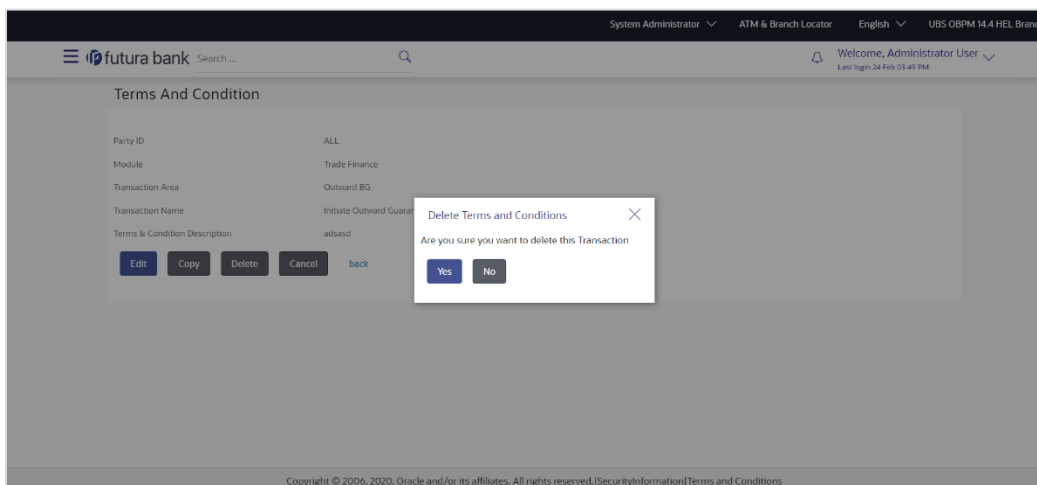 System Administrator ATM & Branch Locator English UBS OBPM 14.4 HEL Branc
futura bank Search ... Welcome, Administrator User
Last login 24 Feb 03:49 PM
Terms And Condition
Party ID ALL
Module Trade Finance
Transaction Area Outward BG
Transaction Name Initiate Outward Guarar
Terms & Condition Description adsasd
Edit Copy Delete Cancel back
Delete Terms and Conditions
Are you sure you want to delete this Transaction
Yes No
Copyright © 2006, 2020, Oracle and/or its affiliates. All rights reserved.|SecurityInformation|Terms and Conditions